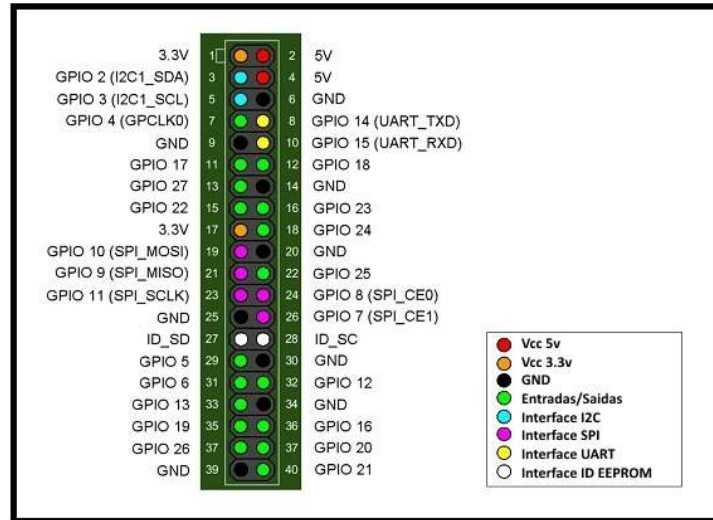 3.3V 1 2 5V
GPIO 2 (I2C1_SDA) 3 4 5V
GPIO 3 (I2C1_SCL) 5 6 GND
GPIO 4 (GPCLK0) 7 8 GPIO 14 (UART_TXD)
GND 9 10 GPIO 15 (UART_RXD)
GPIO 17 11 12 GPIO 18
GPIO 27 13 14 GND
GPIO 22 15 16 GPIO 23
3.3V 17 18 GPIO 24
GPIO 10 (SPI_MOSI) 19 20 GND
GPIO 9 (SPI_MISO) 21 22 GPIO 25
GPIO 11 (SPI_SCLK) 23 24 GPIO 8 (SPI_CE0)
GND 25 26 GPIO 7 (SPI_CE1)
ID_SD 27 28 ID_SC
GPIO 5 29 30 GND
GPIO 6 31 32 GPIO 12
GPIO 13 33 34 GND
GPIO 19 35 36 GPIO 16
GPIO 26 37 37 GPIO 20
GND 39 40 GPIO 21
Vcc 5v
Vcc 3.3v
GND
Entradas/Saidas
Interface I2C
Interface SPI
Interface UART
Interface ID EEPROM